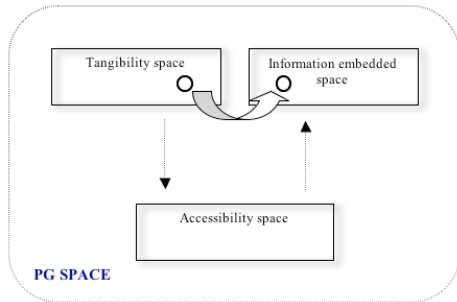 Tangibility space
Information embedded
space
Accessibility space
PG SPACE